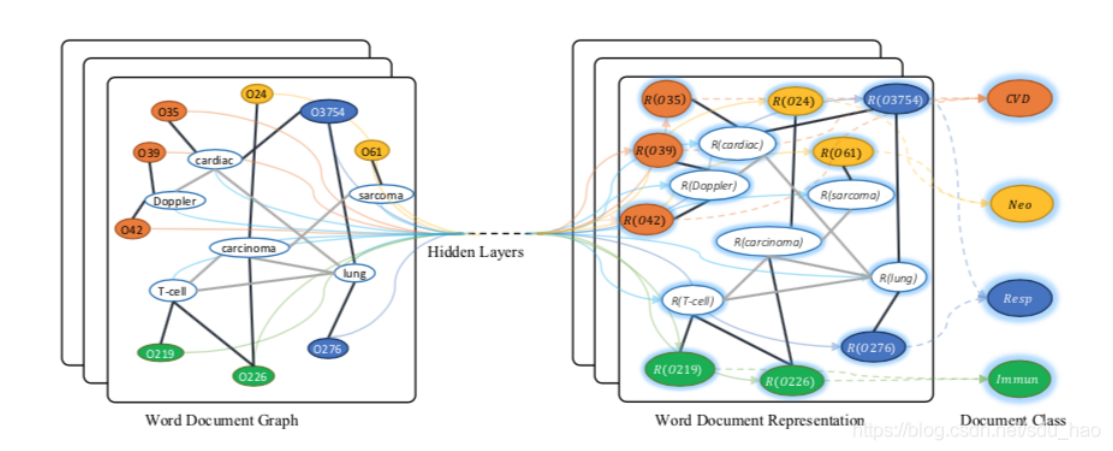 O24
O35
O3754
O39
O61
cardiac
Doppler
sarcoma
O42
carcinoma
lung
T-cell
O219
O276
O226
Word Document Graph
Hidden Layers
R(O35)
R(O24)
R(O3754)
R(O39)
R(cardiac)
R(O61)
R(Doppler)
R(sarcoma)
R(O42)
R(carcinoma)
R(lung)
R(T-cell)
R(O276)
R(O219)
R(O226)
Word Document Representation
CVD
Neo
Resp
Immun
Document Class
https://blog.csdn.net/sdu_hao